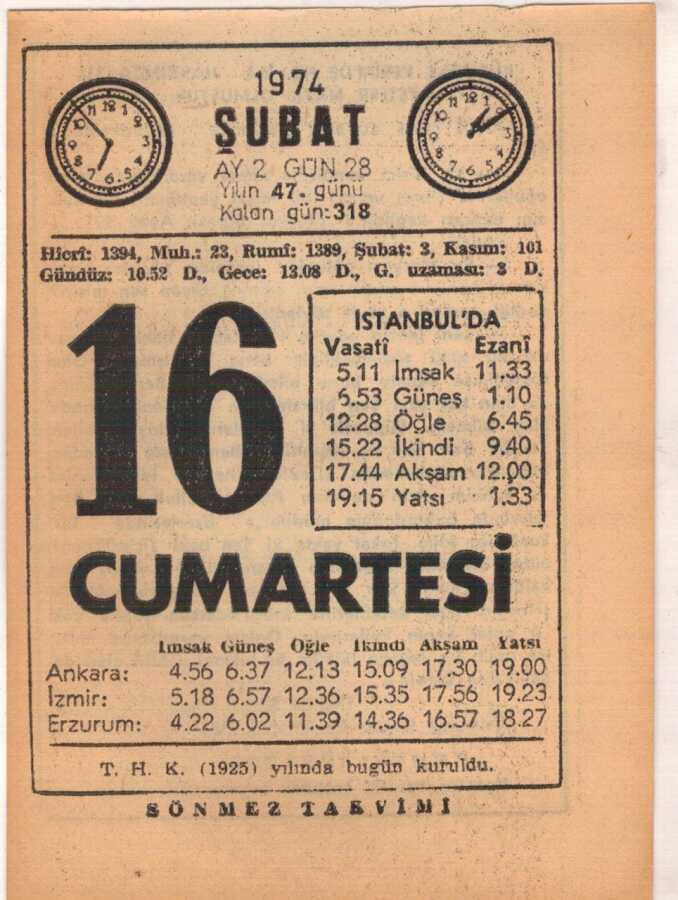 1974
ŞUBAT
AY 2 GÜN 28
Yılın 47. günü
Kalan gün: 318
Hicrî: 1394, Muh.: 23, Rumî: 1389, Şubat: 3, Kasım: 101
Gündüz: 10.52 D., Gece: 13.08 D., G. uzaması: 3 D.
16
İSTANBUL'DA
Vasatî Ezanî
5.11 İmsak 11.33
6.53 Güneş 1.10
12.28 Öğle 6.45
15.22 İkindi 9.40
17.44 Akşam 12.00
19.15 Yatsı 1.33
CUMARTESİ
İmsak Güneş Öğle İkindi Akşam Yatsı
Ankara: 4.56 6.37 12.13 15.09 17.30 19.00
İzmir: 5.18 6.57 12.36 15.35 17.56 19.23
Erzurum: 4.22 6.02 11.39 14.36 16.57 18.27
T. H. K. (1925) yılında bugün kuruldu.
SÖNMEZ TAKVİMİ